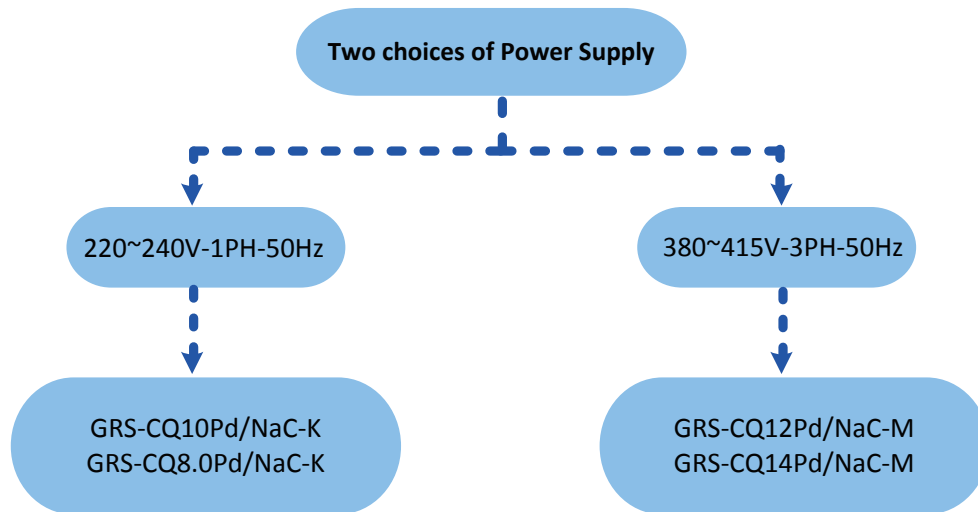 Two choices of Power Supply
220~240V-1PH-50Hz
380~415V-3PH-50Hz
GRS-CQ10Pd/NaC-K
GRS-CQ8.0Pd/NaC-K
GRS-CQ12Pd/NaC-M
GRS-CQ14Pd/NaC-M